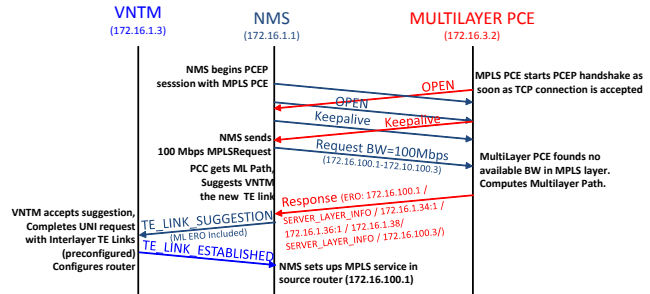 VNTM
(172.16.1.3)
NMS
(172.16.1.1)
MULTILAYER PCE
(172.16.3.2)
NMS begins PCEP
sesssion with MPLS PCE
MPLS PCE starts PCEP handshake as
soon as TCP connection is accepted
OPEN
OPEN
Keepalive
Keepalive
NMS sends
100 Mbps MPLSRequest
Request BW=100Mbps
(172.16.100.1-172.10.100.3)
MultiLayer PCE founds no
available BW in MPLS layer.
Computes Multilayer Path.
PCC gets ML Path,
Suggests VNTM
the new TE link
Response (ERO: 172.16.100.1 /
SERVER_LAYER_INFO / 172.16.1.34:1 /
172.16.1.36:1 / 172.16.1.38/
SERVER_LAYER_INFO / 172.16.100.3/)
VNTM accepts suggestion,
Completes UNI request
with Interlayer TE Links
(preconfigured)
Configures router
TE_LINK_SUGGESTION
(ML ERO Included)
TE_LINK_ESTABLISHED
NMS sets ups MPLS service in
source router (172.16.100.1)